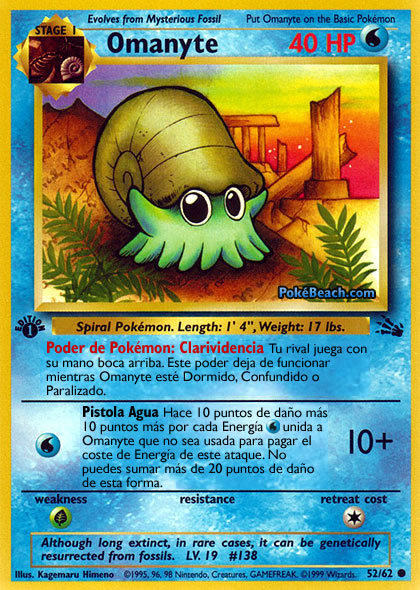 Evolves from Mysterious Fossil Put Omanyte on the Basic Pokémon
STAGE 1
Omanyte 40 HP
PokéBeach.com
EDITION
1
Spiral Pokémon. Length: 1' 4", Weight: 17 lbs.
Poder de Pokémon: Clarividencia Tu rival juega con
su mano boca arriba. Este poder deja de funcionar
mientras Omanyte esté Dormido, Confundido o
Paralizado.
Pistola Agua Hace 10 puntos de daño más
10 puntos más por cada Energía unida a
Omanyte que no sea usada para pagar el
coste de Energía de este ataque. No
puedes sumar más de 20 puntos de daño
de esta forma.
10+
weakness resistance retreat cost
Although long extinct, in rare cases, it can be genetically
resurrected from fossils. LV. 19 #138
Illus. Kagemaru Himeno ©1995, 96, 98 Nintendo, Creatures, GAMEFREAK. ©1999 Wizards. 52/62